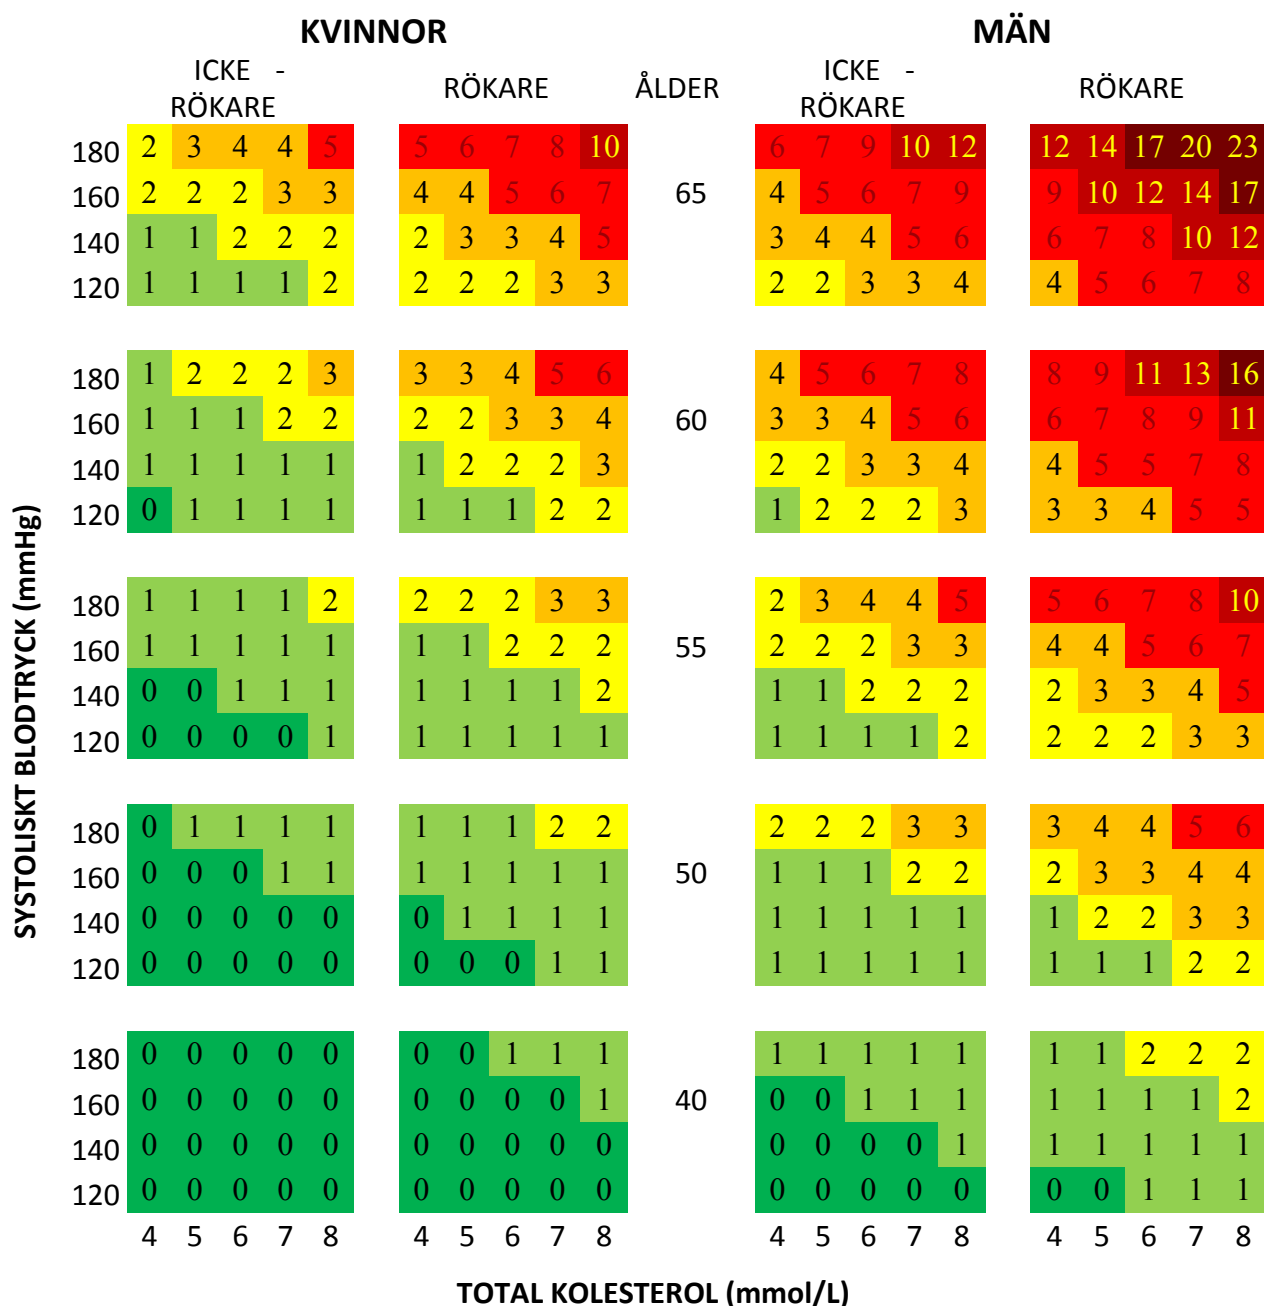 KVINNOR MÄN
ICKE - RÖKARE RÖKARE ÅLDER ICKE - RÖKARE RÖKARE
180 2 3 4 4 5 5 6 7 8 10 6 7 9 10 12 12 14 17 20 23
160 2 2 2 3 3 4 4 5 6 7 65 4 5 6 7 9 9 10 12 14 17
140 1 1 2 2 2 2 3 3 4 5 3 4 4 5 6 6 7 8 10 12
120 1 1 1 1 2 2 2 2 3 3 2 2 3 3 4 4 5 6 7 8
180 1 2 2 2 3 3 3 4 5 6 4 5 6 7 8 8 9 11 13 16
160 1 1 1 2 2 2 2 3 3 4 60 3 3 4 5 6 6 7 8 9 11
140 1 1 1 1 1 1 2 2 2 3 2 2 3 3 4 4 5 5 7 8
120 0 1 1 1 1 1 1 1 2 2 1 2 2 2 3 3 3 4 5 5
180 1 1 1 1 2 2 2 2 3 3 2 3 4 4 5 5 6 7 8 10
160 1 1 1 1 1 1 1 2 2 2 55 2 2 2 3 3 4 4 5 6 7
140 0 0 1 1 1 1 1 1 1 2 1 1 2 2 2 2 3 3 4 5
120 0 0 0 0 1 1 1 1 1 1 1 1 1 1 2 2 2 2 3 3
180 0 1 1 1 1 1 1 1 2 2 2 2 2 3 3 3 4 4 5 6
160 0 0 0 1 1 1 1 1 1 1 50 1 1 1 2 2 2 3 3 4 4
140 0 0 0 0 0 0 1 1 1 1 1 1 1 1 1 1 2 2 3 3
120 0 0 0 0 0 0 0 0 1 1 1 1 1 1 1 1 1 1 2 2
180 0 0 0 0 0 0 0 1 1 1 1 1 1 1 1 1 1 2 2 2
160 0 0 0 0 0 0 0 0 0 1 40 0 0 1 1 1 1 1 1 1 2
140 0 0 0 0 0 0 0 0 0 0 0 0 0 0 1 1 1 1 1 1
120 0 0 0 0 0 0 0 0 0 0 0 0 0 0 0 0 0 1 1 1
4 5 6 7 8 4 5 6 7 8 4 5 6 7 8 4 5 6 7 8
SYSTOLISKT BLODTRYCK (mmHg)
TOTAL KOLESTEROL (mmol/L)